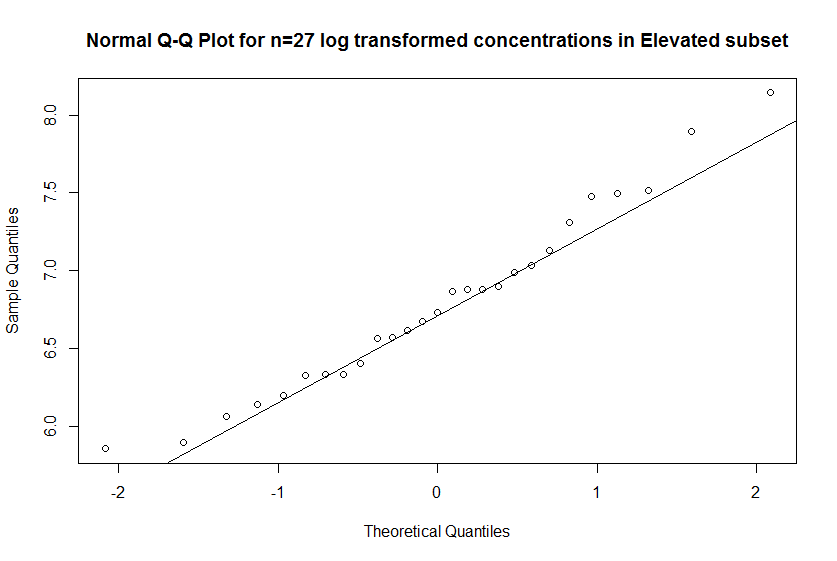 Normal Q-Q Plot for n=27 log transformed concentrations in Elevated subset
8.0
7.5
7.0
6.5
6.0
Sample Quantiles
-2 -1 0 1 2
Theoretical Quantiles